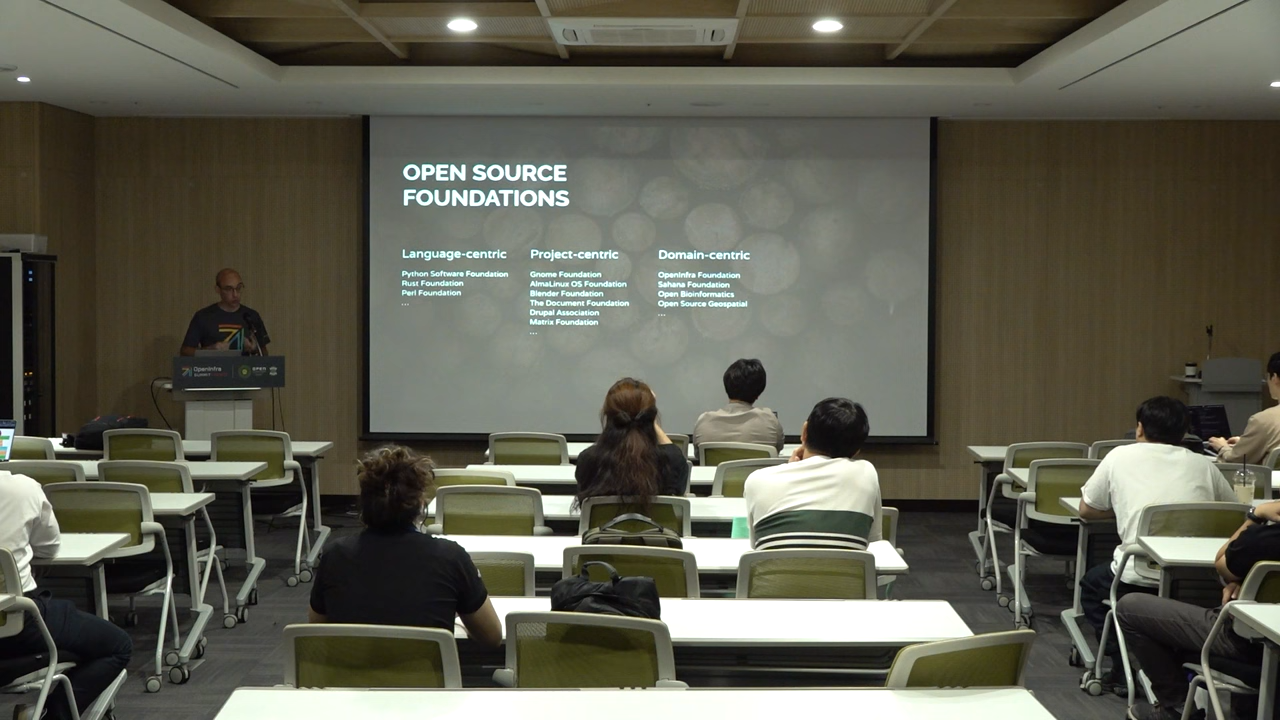 OPEN SOURCE
FOUNDATIONS
Language-centric
Python Software Foundation
Rust Foundation
Perl Foundation
...
Project-centric
Gnome Foundation
AlmaLinux OS Foundation
Blender Foundation
The Document Foundation
Drupal Association
Matrix Foundation
...
Domain-centric
OpenInfra Foundation
Sahana Foundation
Open Bioinformatics
Open Source Geospatial
...
OpenInfra
SUMMIT
OPEN